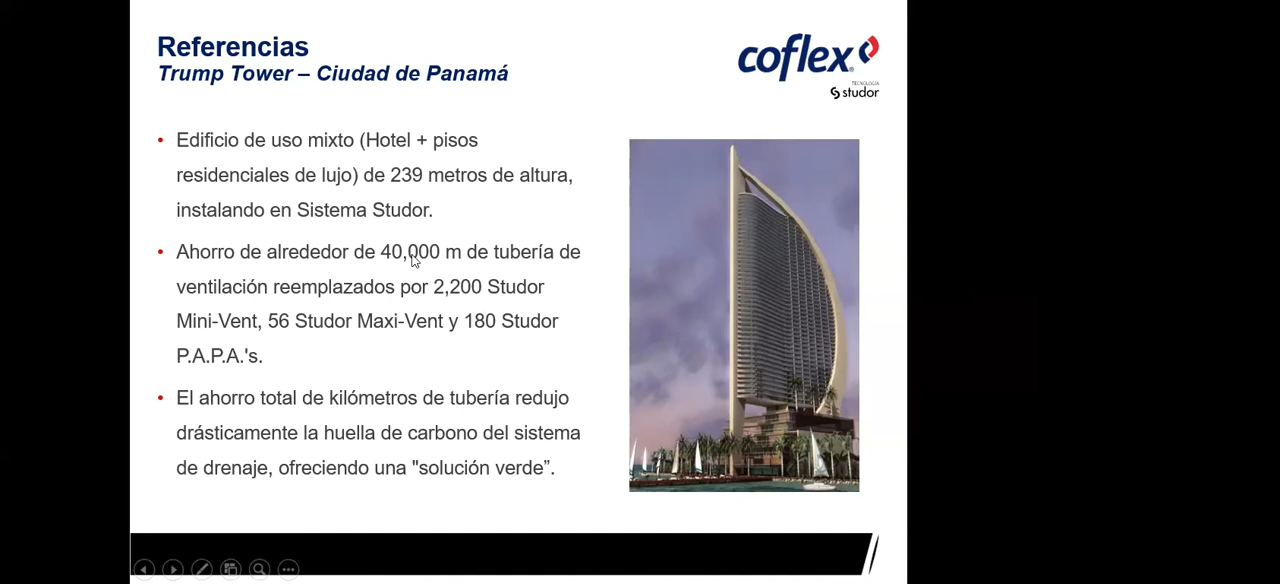 Referencias
Trump Tower – Ciudad de Panamá
coflex
TECNOLOGÍA
studor
• Edificio de uso mixto (Hotel + pisos
residenciales de lujo) de 239 metros de altura,
instalando en Sistema Studor.
• Ahorro de alrededor de 40,000 m de tubería de
ventilación reemplazados por 2,200 Studor
Mini-Vent, 56 Studor Maxi-Vent y 180 Studor
P.A.P.A.'s.
• El ahorro total de kilómetros de tubería redujo
drásticamente la huella de carbono del sistema
de drenaje, ofreciendo una "solución verde”.